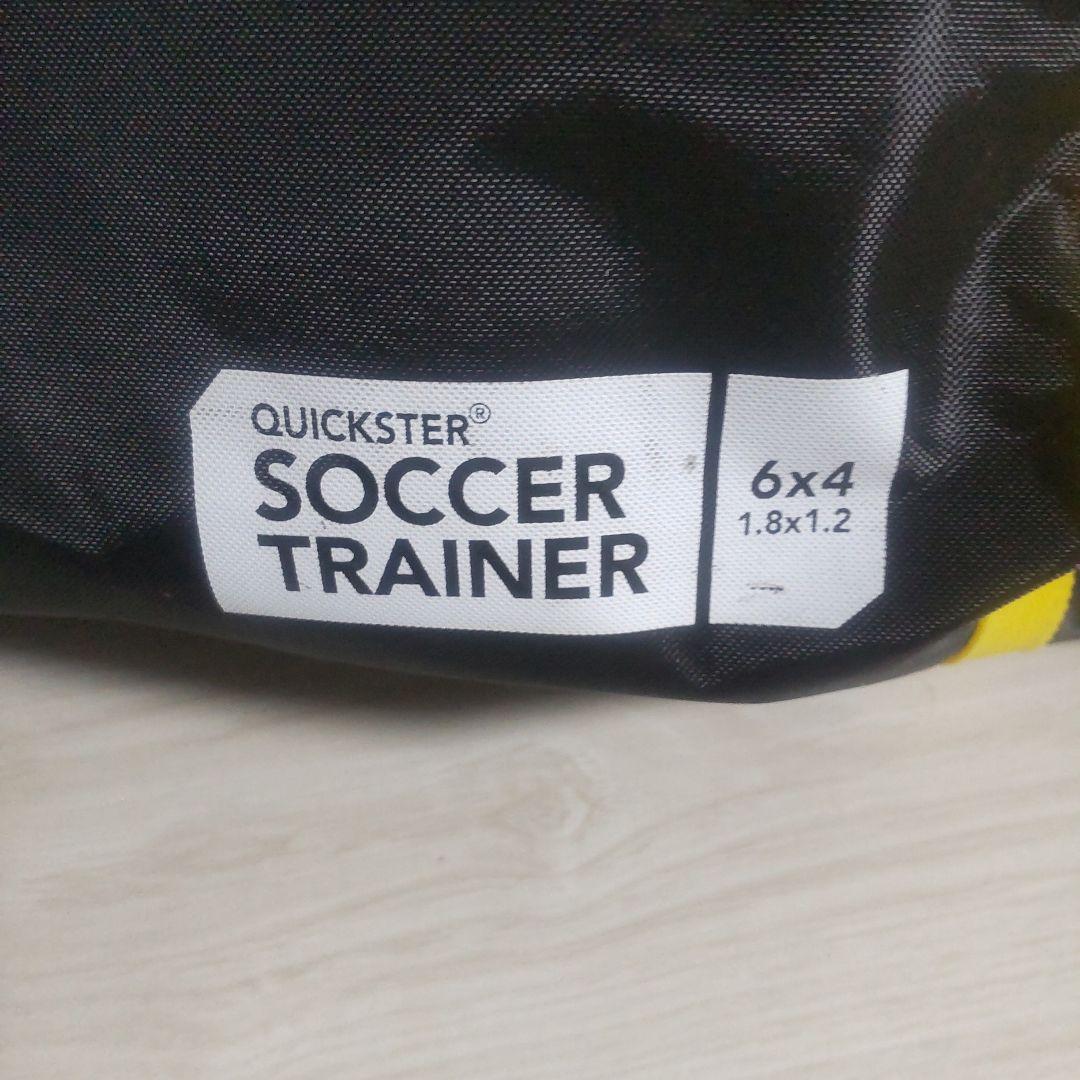 QUICKSTER®
SOCCER
TRAINER
6x4
1.8x1.2